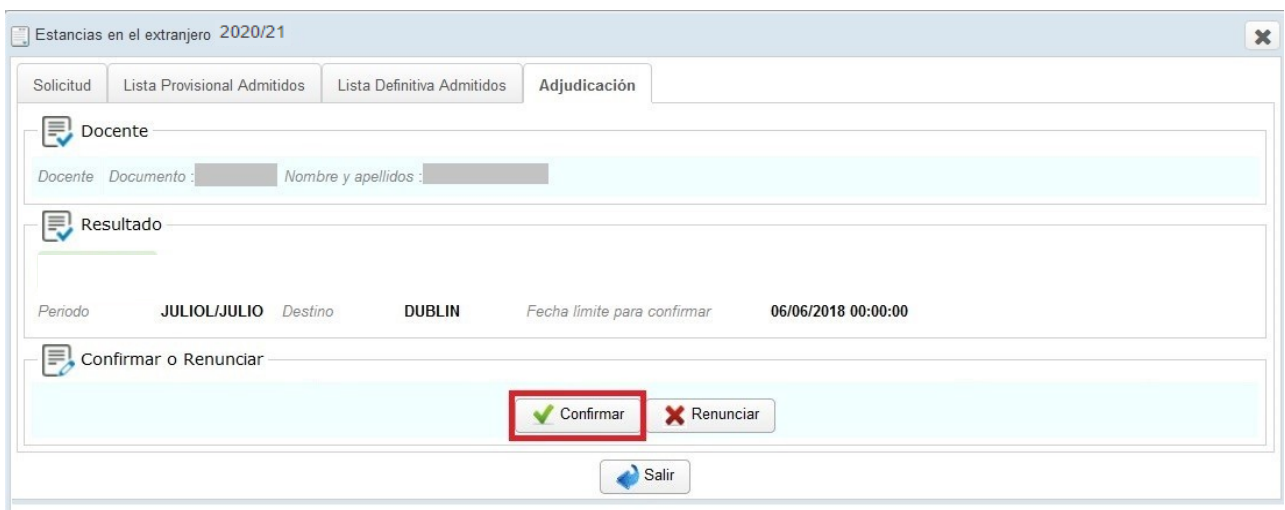 Estancias en el extranjero 2020/21
Solicitud Lista Provisional Admitidos Lista Definitiva Admitidos Adjudicación
Docente
Docente Documento : Nombre y apellidos :
Resultado
Periodo JULIOL/JULIO Destino DUBLIN Fecha límite para confirmar 06/06/2018 00:00:00
Confirmar o Renunciar
Confirmar Renunciar
Salir